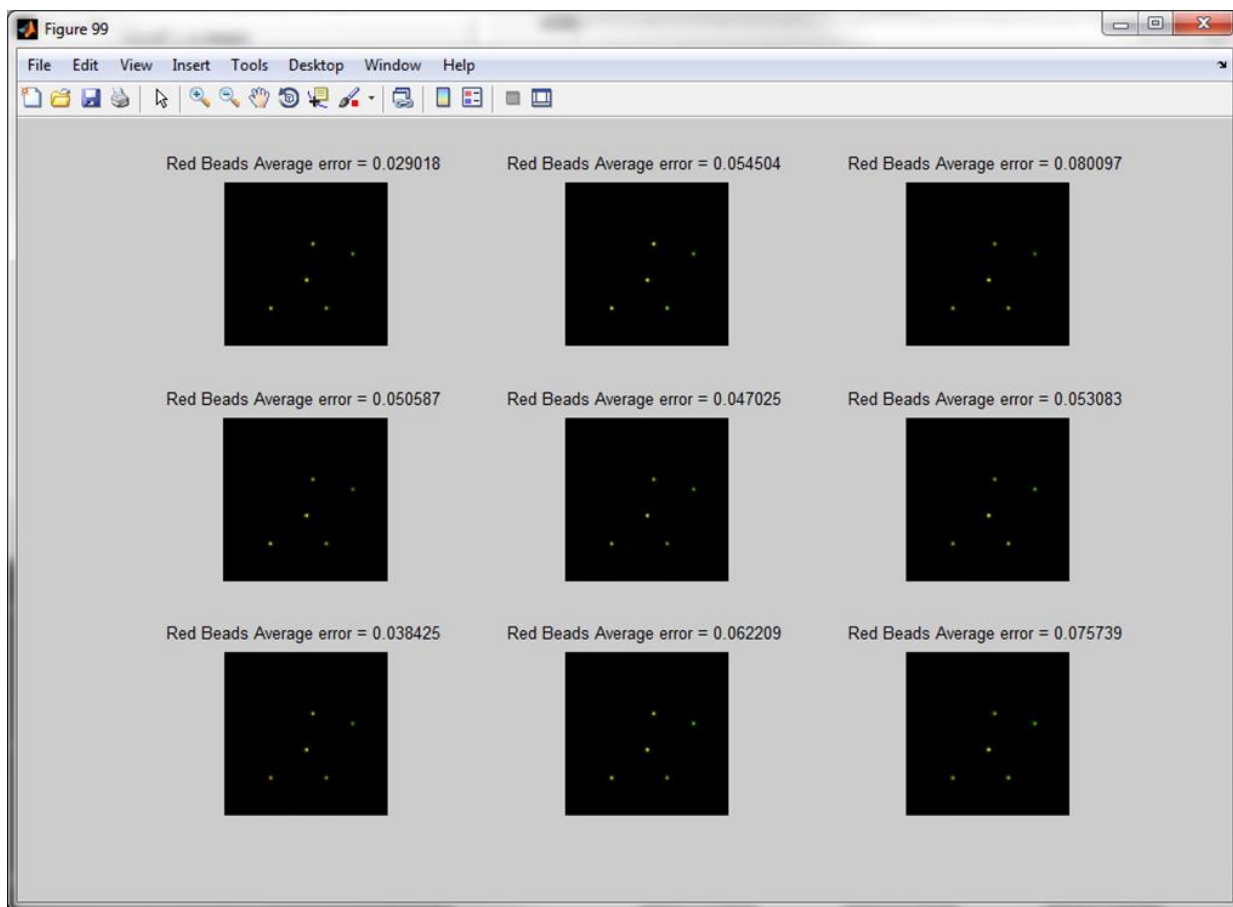 Figure 99
File Edit View Insert Tools Desktop Window Help
Red Beads Average error = 0.029018 Red Beads Average error = 0.054504 Red Beads Average error = 0.080097
Red Beads Average error = 0.050587 Red Beads Average error = 0.047025 Red Beads Average error = 0.053083
Red Beads Average error = 0.038425 Red Beads Average error = 0.062209 Red Beads Average error = 0.075739